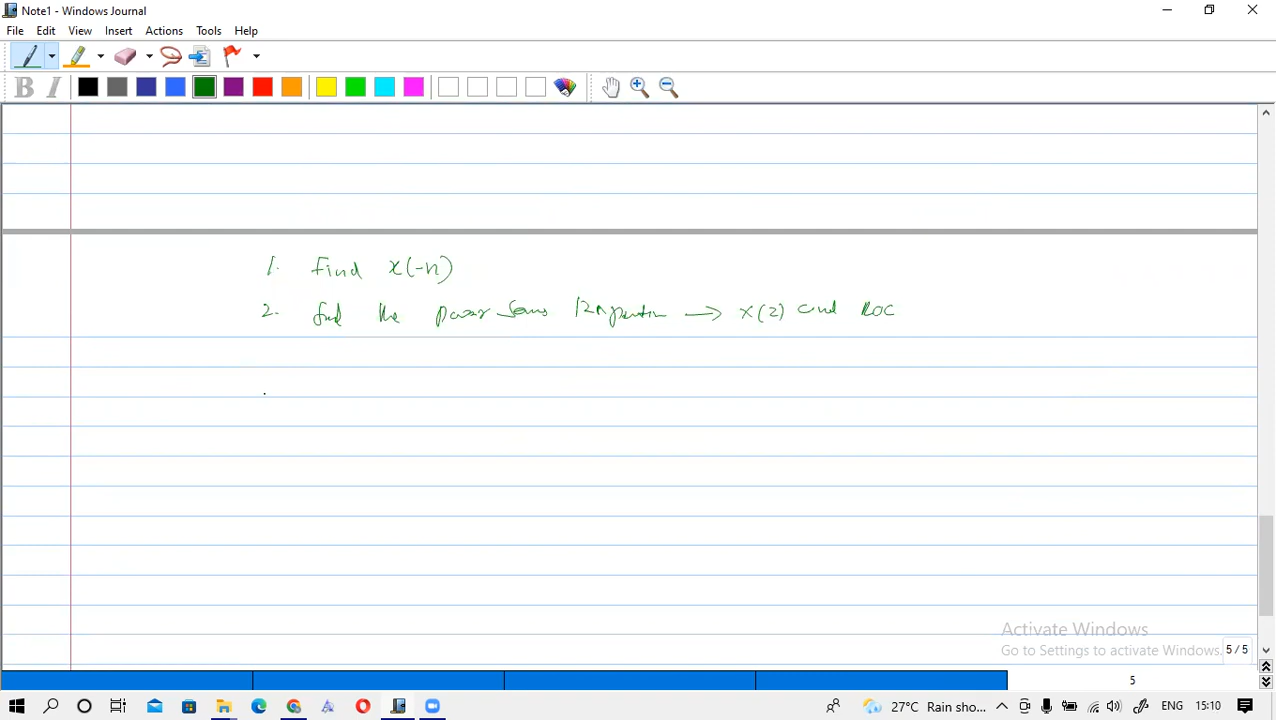 Note1 - Windows Journal
File Edit View Insert Actions Tools Help
B I
1. Find x(-n)
2. find the power series Expantion → X(z) and ROC
Activate Windows
Go to Settings to activate Windows.
5 / 5
5
27°C Rain sho... ENG 15:10